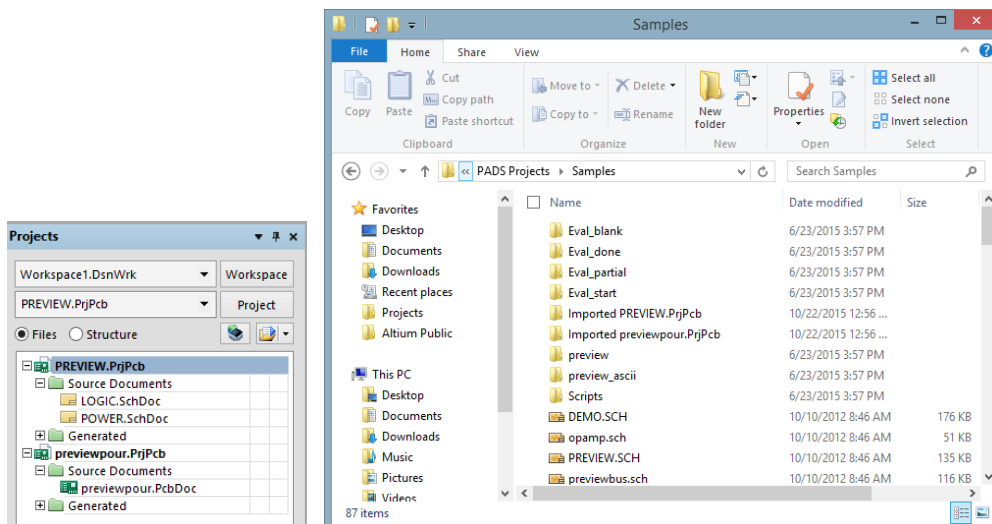 Projects
Workspace1.DsnWrk Workspace
PREVIEW.PrjPcb Project
Files Structure
PREVIEW.PrjPcb
Source Documents
LOGIC.SchDoc
POWER.SchDoc
Generated
previewpour.PrjPcb
Source Documents
previewpour.PcbDoc
Generated
Samples
File Home Share View
Copy
Paste
Cut
Copy path
Paste shortcut
Clipboard
Move to Delete
Copy to Rename
Organize
New
folder
New
Properties
Open
Select all
Select none
Invert selection
Select
« PADS Projects Samples
Search Samples
Favorites
Desktop
Documents
Downloads
Recent places
Projects
Altium Public
This PC
Desktop
Documents
Downloads
Music
Pictures
Videos
Name Date modified Size
Eval_blank 6/23/2015 3:57 PM
Eval_done 6/23/2015 3:57 PM
Eval_partial 6/23/2015 3:57 PM
Eval_start 6/23/2015 3:57 PM
Imported PREVIEW.PrjPcb 10/22/2015 12:56 ...
Imported previewpour.PrjPcb 10/22/2015 12:56 ...
preview 6/23/2015 3:57 PM
preview_ascii 6/23/2015 3:57 PM
Scripts 6/23/2015 3:57 PM
DEMO.SCH 10/10/2012 8:46 AM 176 KB
opamp.sch 10/10/2012 8:46 AM 51 KB
PREVIEW.SCH 10/10/2012 8:46 AM 135 KB
previewbus.sch 10/10/2012 8:46 AM 116 KB
87 items